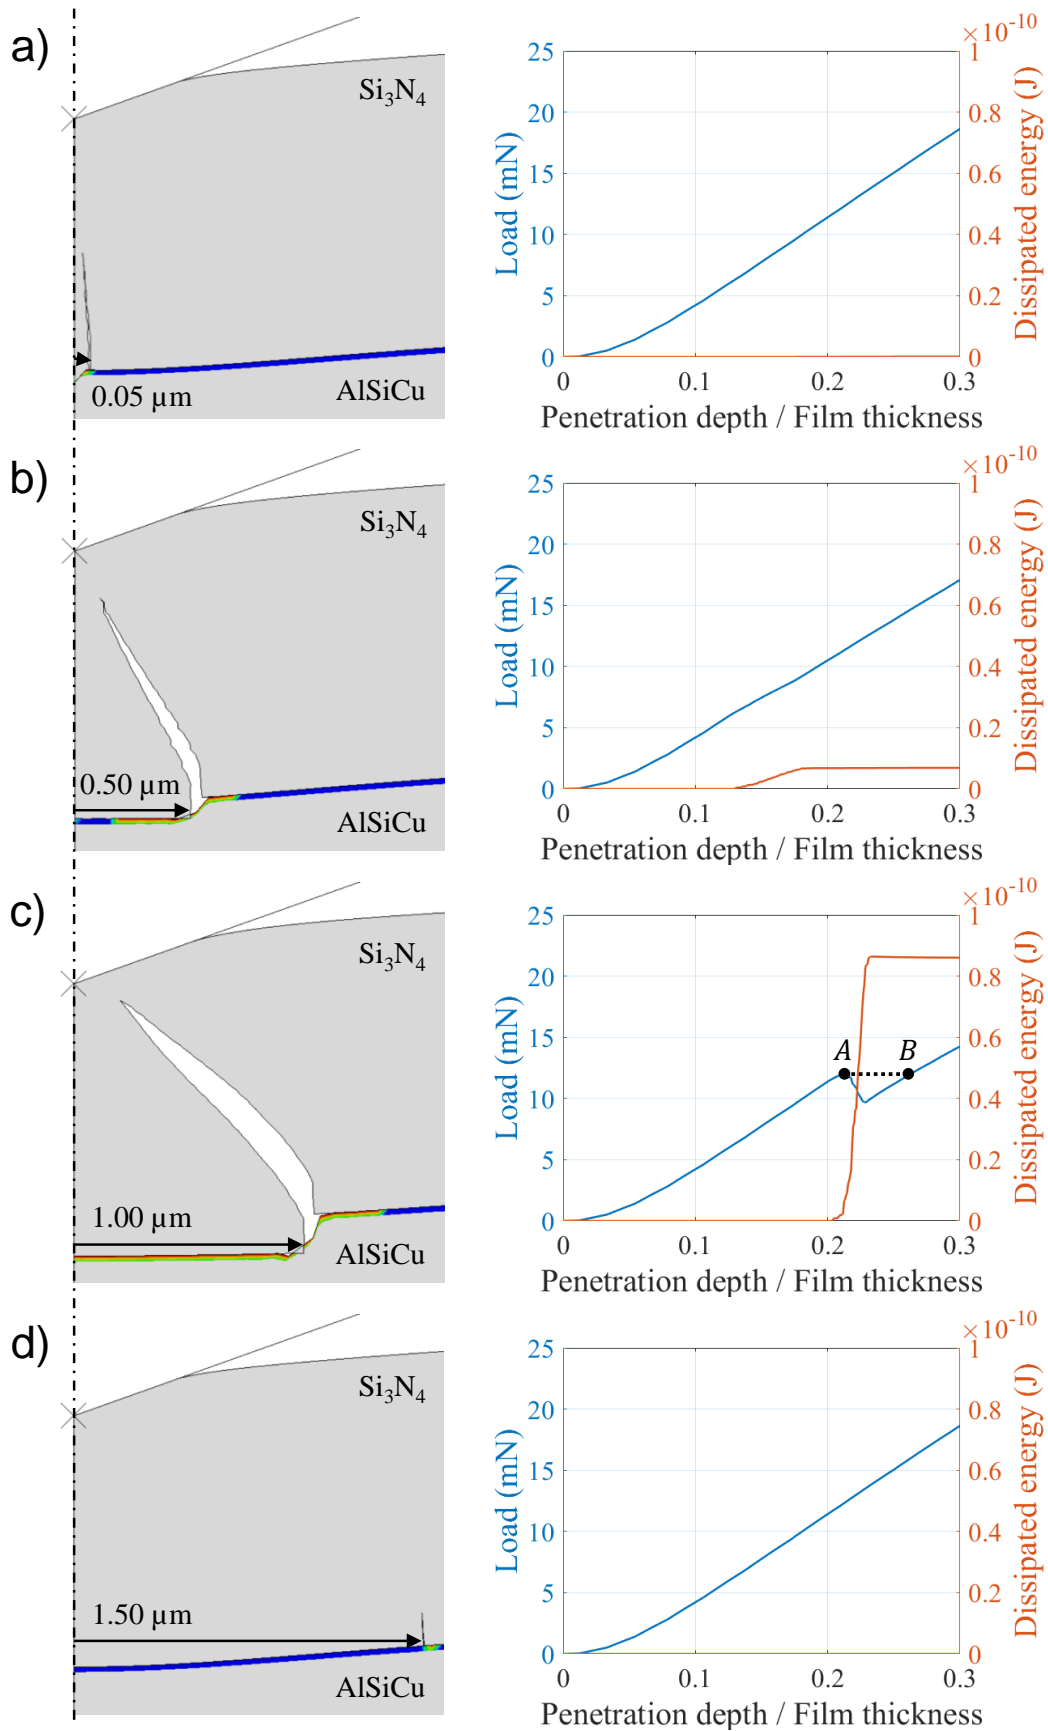 a)
Si₃N₄
0.05 µm
AlSiCu
×10⁻¹⁰
25
20
15
10
5
0
Load (mN)
1
0.8
0.6
0.4
0.2
0
Dissipated energy (J)
0
0.1
0.2
0.3
Penetration depth / Film thickness
b)
Si₃N₄
0.50 µm
AlSiCu
×10⁻¹⁰
25
20
15
10
5
0
Load (mN)
1
0.8
0.6
0.4
0.2
0
Dissipated energy (J)
0
0.1
0.2
0.3
Penetration depth / Film thickness
c)
Si₃N₄
1.00 µm
AlSiCu
×10⁻¹⁰
25
20
15
10
5
0
Load (mN)
A
B
1
0.8
0.6
0.4
0.2
0
Dissipated energy (J)
0
0.1
0.2
0.3
Penetration depth / Film thickness
d)
Si₃N₄
1.50 µm
AlSiCu
×10⁻¹⁰
25
20
15
10
5
0
Load (mN)
1
0.8
0.6
0.4
0.2
0
Dissipated energy (J)
0
0.1
0.2
0.3
Penetration depth / Film thickness